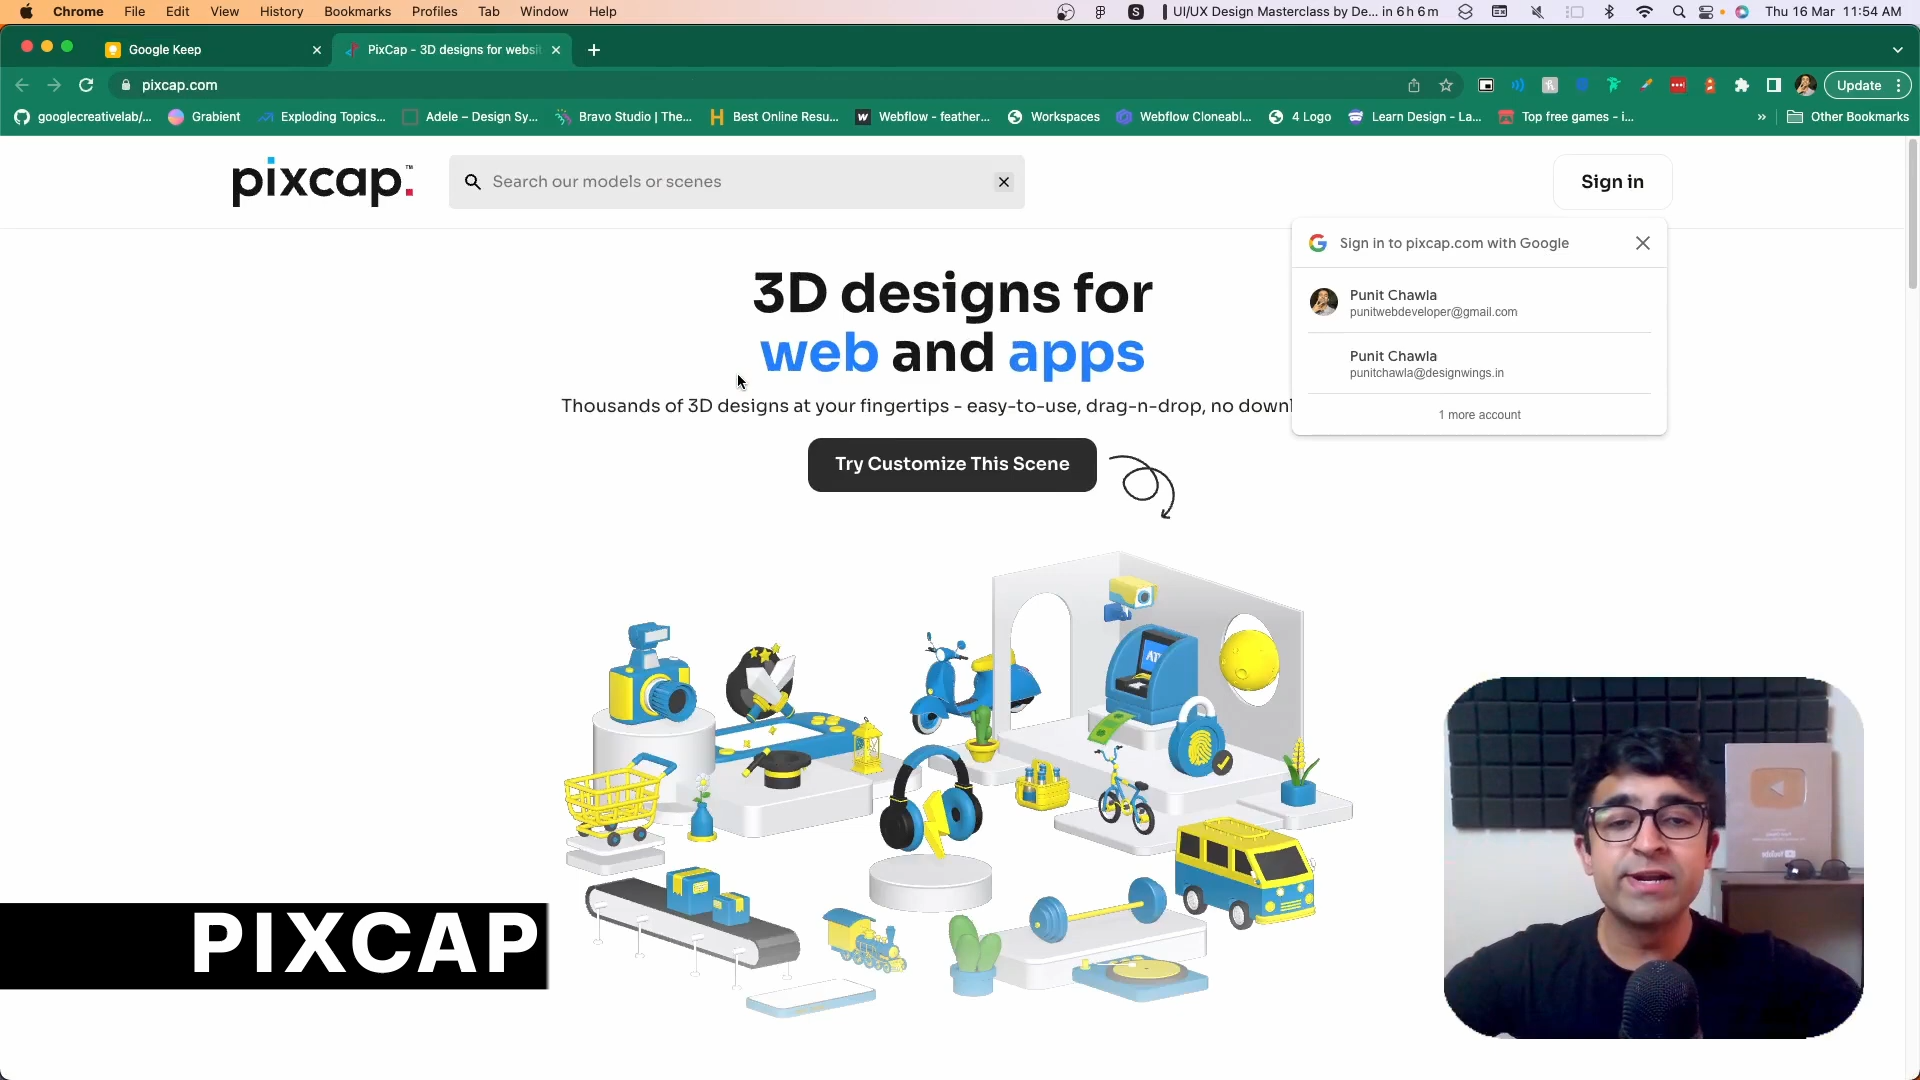 Chrome File Edit View History Bookmarks Profiles Tab Window Help
S UI/UX Design Masterclass by De... in 6 h 6 m Thu 16 Mar 11:54 AM
Google Keep
PixCap - 3D designs for websit
pixcap.com
Update
googlecreativelab/... Grabient Exploding Topics... Adele – Design Sy... Bravo Studio | The... Best Online Resu... Webflow - feather... Workspaces Webflow Cloneabl... 4 Logo Learn Design - La... Top free games - i... » Other Bookmarks
pixcap.™
Search our models or scenes
Sign in
Sign in to pixcap.com with Google
Punit Chawla
punitwebdeveloper@gmail.com
Punit Chawla
punitchawla@designwings.in
1 more account
3D designs for
web and apps
Thousands of 3D designs at your fingertips - easy-to-use, drag-n-drop, no downl
Try Customize This Scene
PIXCAP